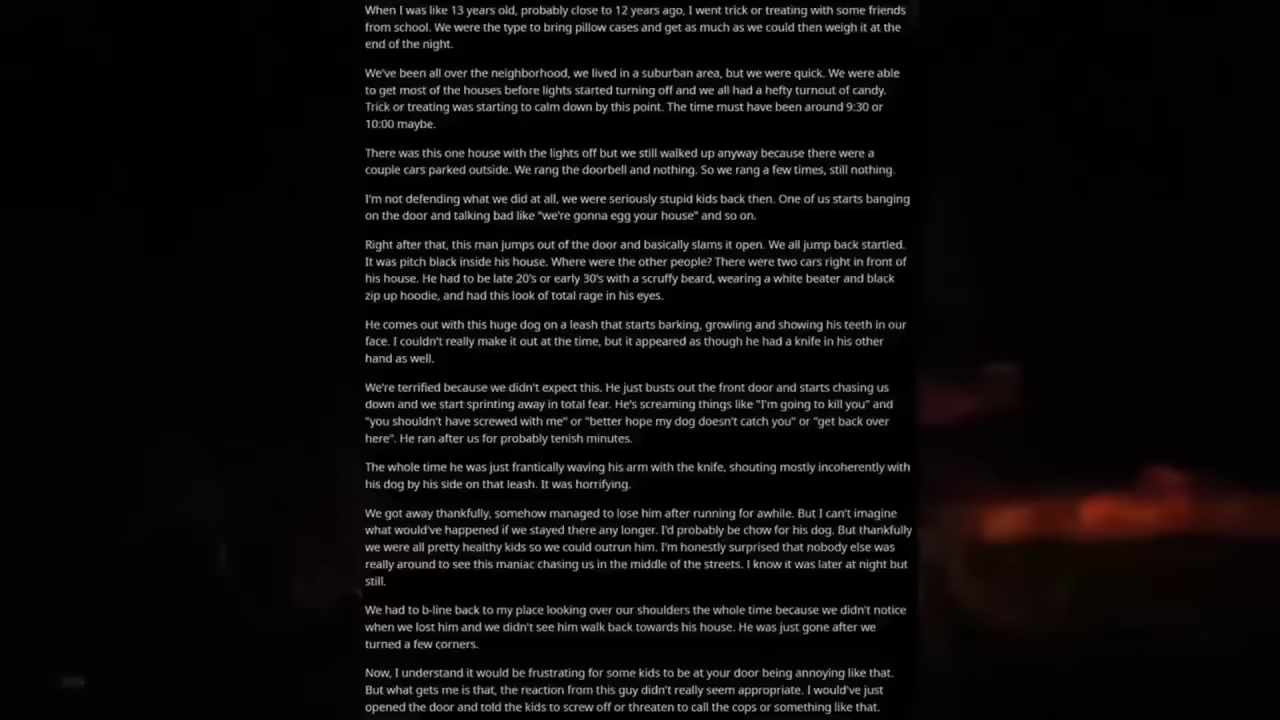 When I was like 13 years old, probably close to 12 years ago, I went trick or treating with some friends
from school. We were the type to bring pillow cases and get as much as we could then weigh it at the
end of the night.
We've been all over the neighborhood, we lived in a suburban area, but we were quick. We were able
to get most of the houses before lights started turning off and we all had a hefty turnout of candy.
Trick or treating was starting to calm down by this point. The time must have been around 9:30 or
10:00 maybe.
There was this one house with the lights off but we still walked up anyway because there were a
couple cars parked outside. We rang the doorbell and nothing. So we rang a few times, still nothing.
I'm not defending what we did at all, we were seriously stupid kids back then. One of us starts banging
on the door and talking bad like "we're gonna egg your house" and so on.
Right after that, this man jumps out of the door and basically slams it open. We all jump back startled.
It was pitch black inside his house. Where were the other people? There were two cars right in front of
his house. He had to be late 20's or early 30's with a scruffy beard, wearing a white beater and black
zip up hoodie, and had this look of total rage in his eyes.
He comes out with this huge dog on a leash that starts barking, growling and showing his teeth in our
face. I couldn't really make it out at the time, but it appeared as though he had a knife in his other
hand as well.
We're terrified because we didn't expect this. He just busts out the front door and starts chasing us
down and we start sprinting away in total fear. He's screaming things like "I'm going to kill you" and
"you shouldn't have screwed with me" or "better hope my dog doesn't catch you" or "get back over
here". He ran after us for probably tenish minutes.
The whole time he was just frantically waving his arm with the knife, shouting mostly incoherently with
his dog by his side on that leash. It was horrifying.
We got away thankfully, somehow managed to lose him after running for awhile. But I can't imagine
what would've happened if we stayed there any longer. I'd probably be chow for his dog. But thankfully
we were all pretty healthy kids so we could outrun him. I'm honestly surprised that nobody else was
really around to see this maniac chasing us in the middle of the streets. I know it was later at night but
still.
We had to b-line back to my place looking over our shoulders the whole time because we didn't notice
when we lost him and we didn't see him walk back towards his house. He was just gone after we
turned a few corners.
Now, I understand it would be frustrating for some kids to be at your door being annoying like that.
But what gets me is that, the reaction from this guy didn't really seem appropriate. I would've just
opened the door and told the kids to screw off or threaten to call the cops or something like that.